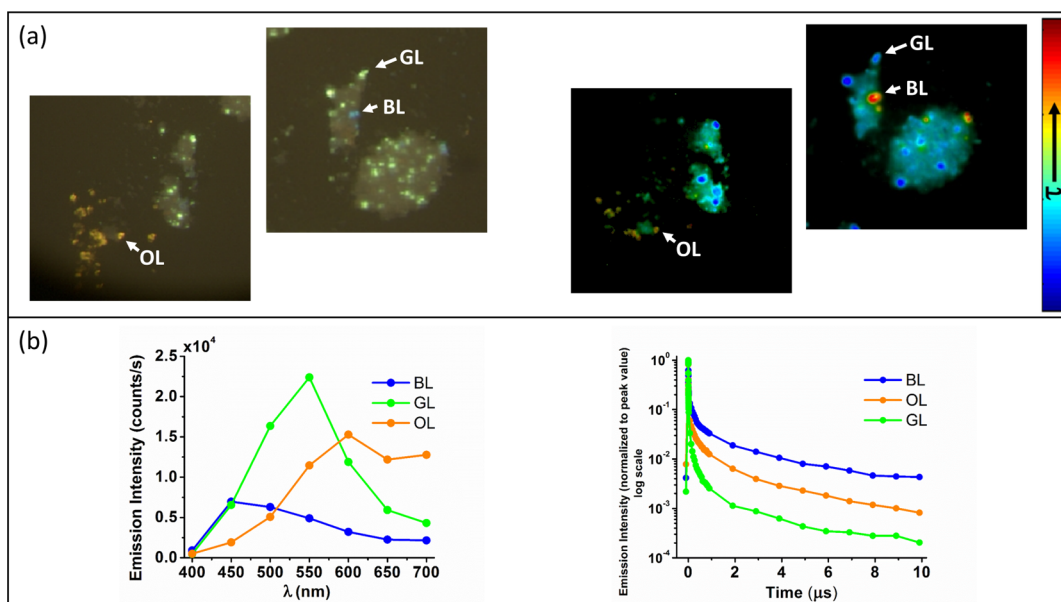 (a)
GL
BL
OL
GL
BL
OL
τ
(b)
x10⁴
2.5
2.0
1.5
1.0
0.5
0.0
400 450 500 550 600 650 700
λ (nm)
Emission Intensity (counts/s)
BL
GL
OL
10⁰
10⁻¹
10⁻²
10⁻³
10⁻⁴
0 2 4 6 8 10
Time (μs)
Emission Intensity (normalized to peak value)
log scale
BL
OL
GL